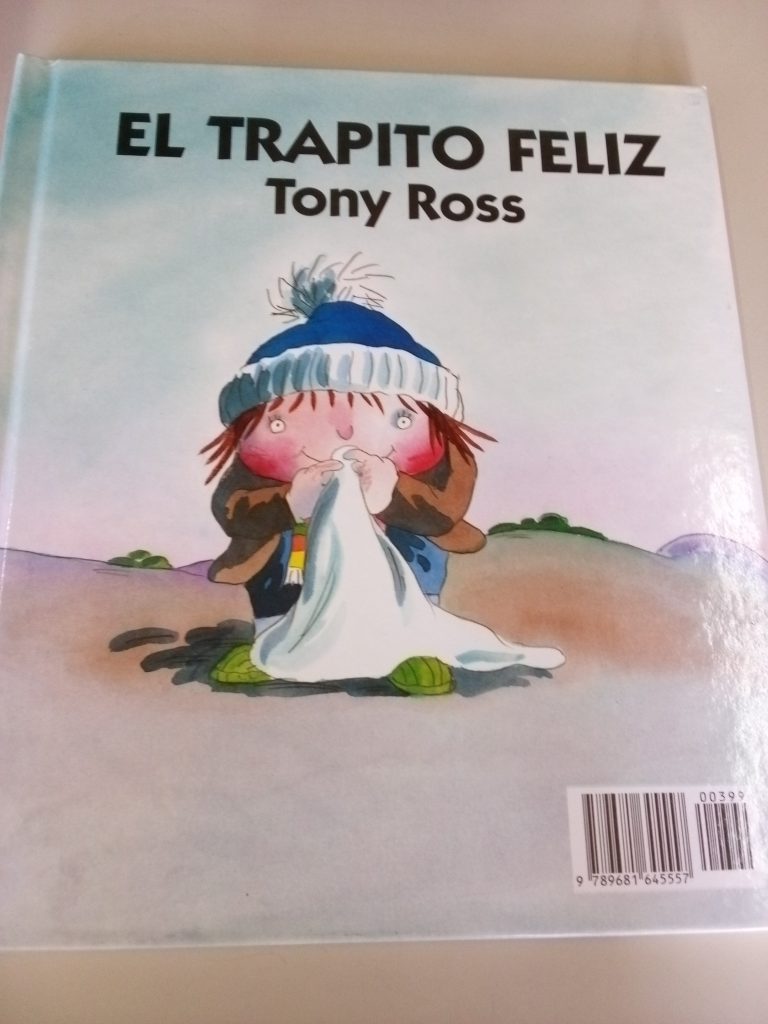 EL TRAPITO FELIZ
Tony Ross
00399
9 789681 645557